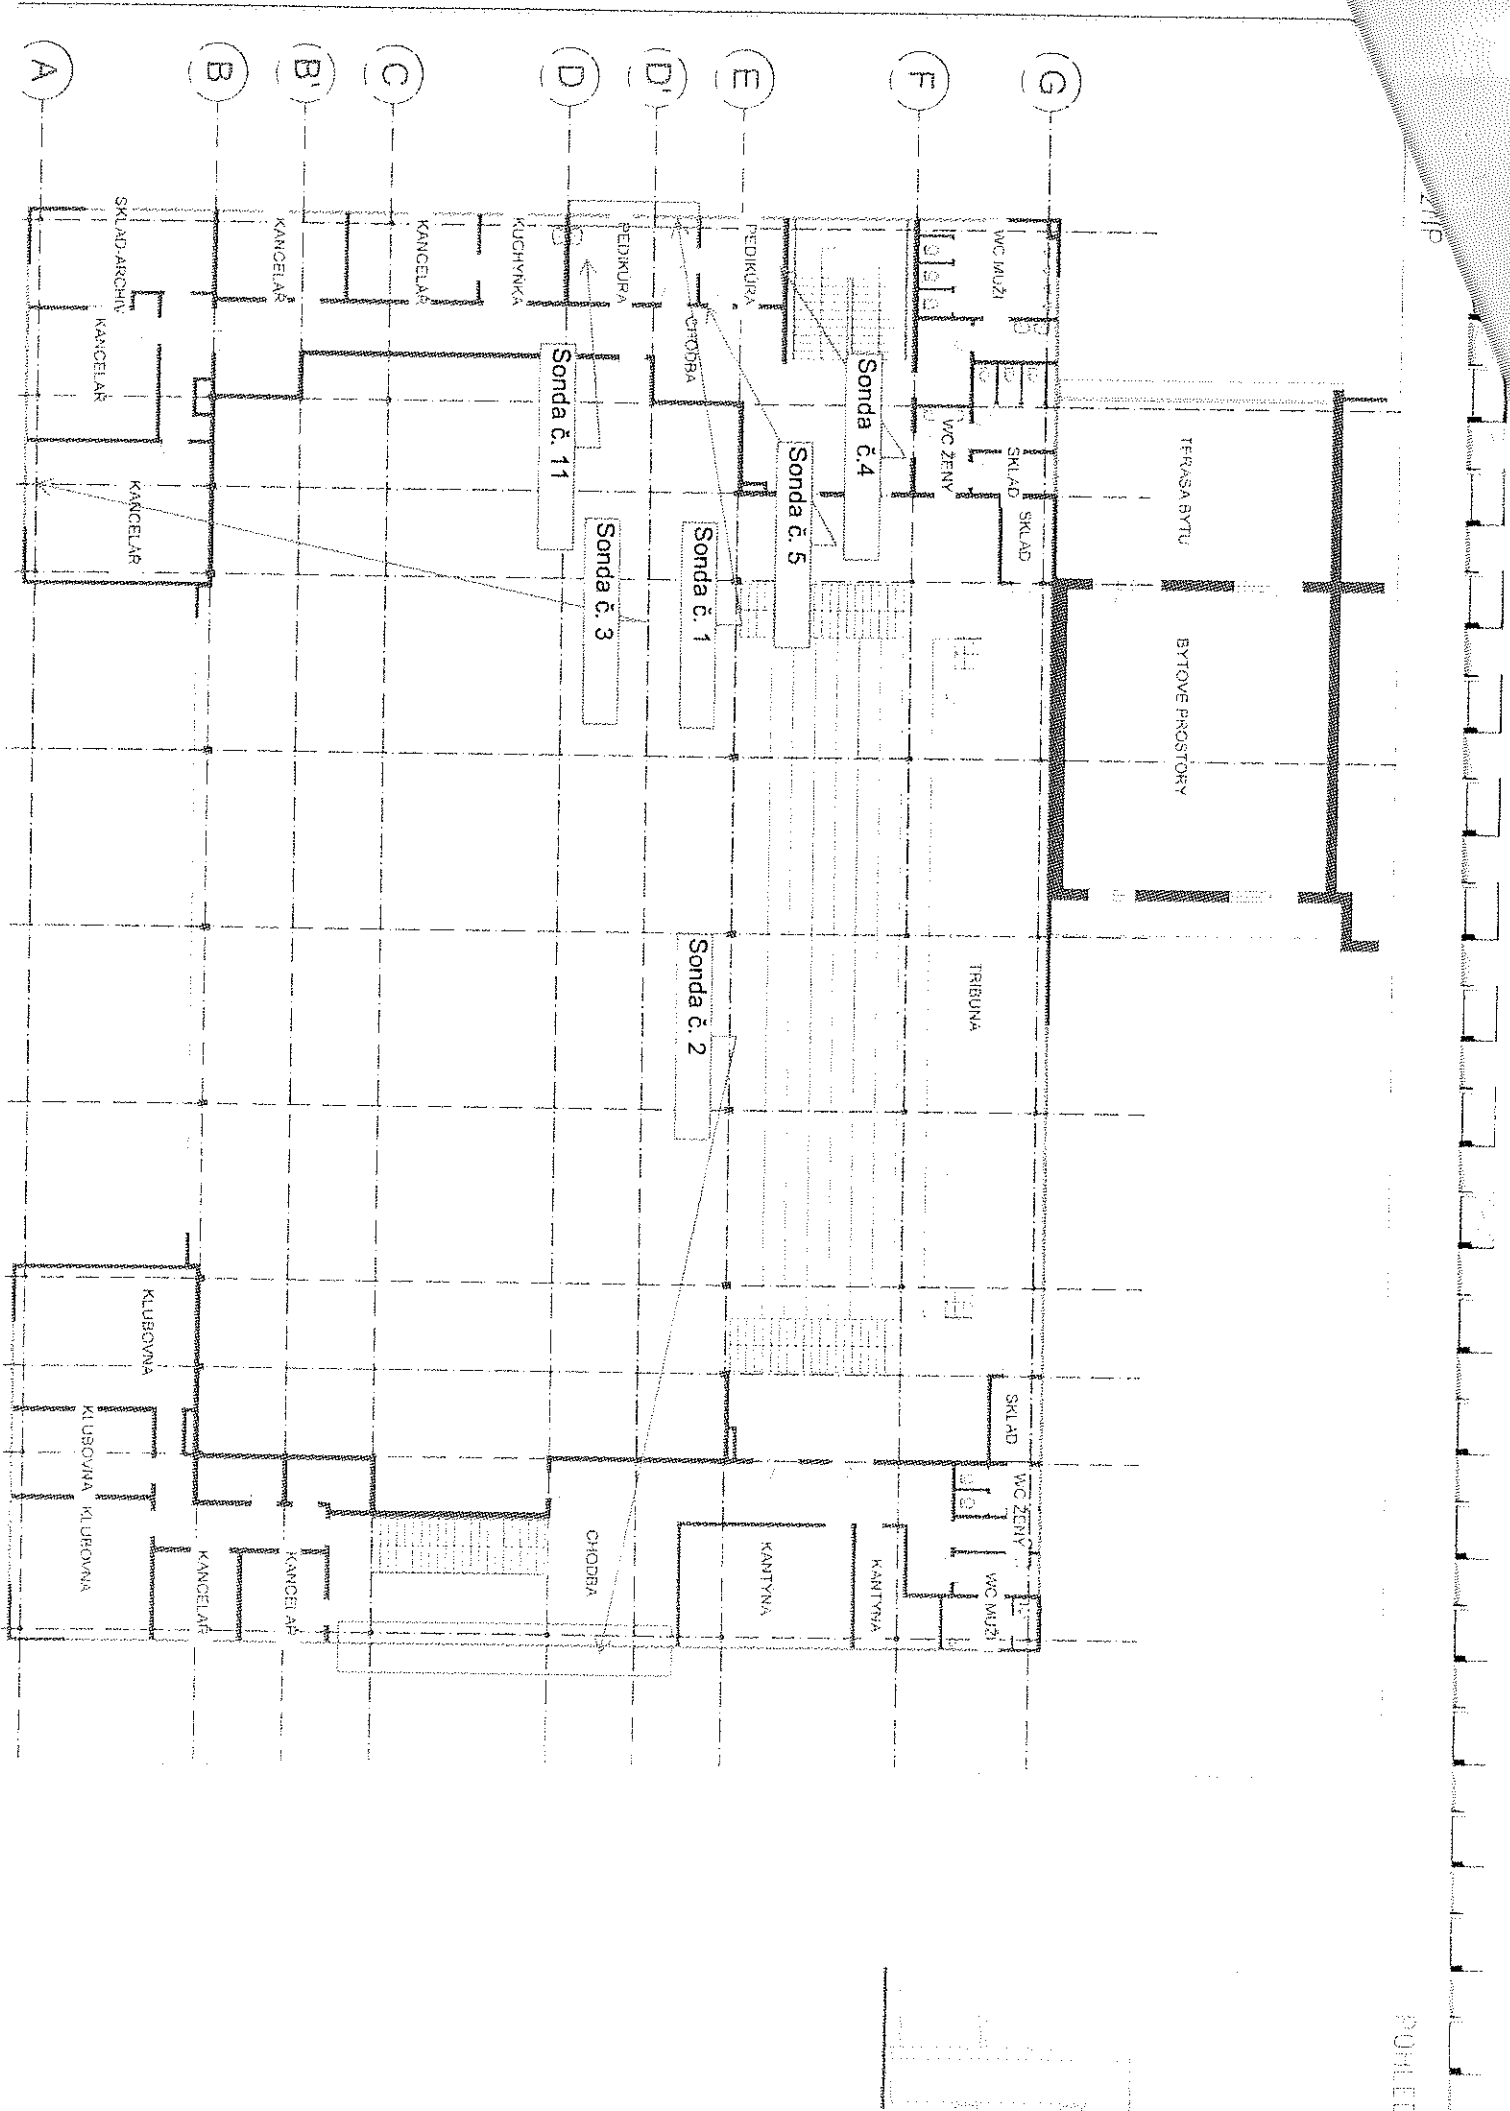 A
B
B'
C
D
D'
E
F
G
SKLAD-ARCHIV
KANCELÁŘ
KANCELÁŘ
KANCELÁŘ
KANCELÁŘ
KUCHYŇKA
PEDIKÚRA
PEDIKÚRA
CHODBA
WC MUŽI
WC ŽENY
SKLAD
SKLAD
TERASA BYTU
BYTOVÉ PROSTORY
TRIBUNA
Sonda č.4
Sonda č. 5
Sonda č. 1
Sonda č. 3
Sonda č. 11
Sonda č. 2
KLUBOVNA
KLUBOVNA
KLUBOVNA
KANCELÁŘ
KANCELÁŘ
CHODBA
KANTÝNA
KANTÝNA
SKLAD
WC ŽENY
WC MUŽI
POHLED